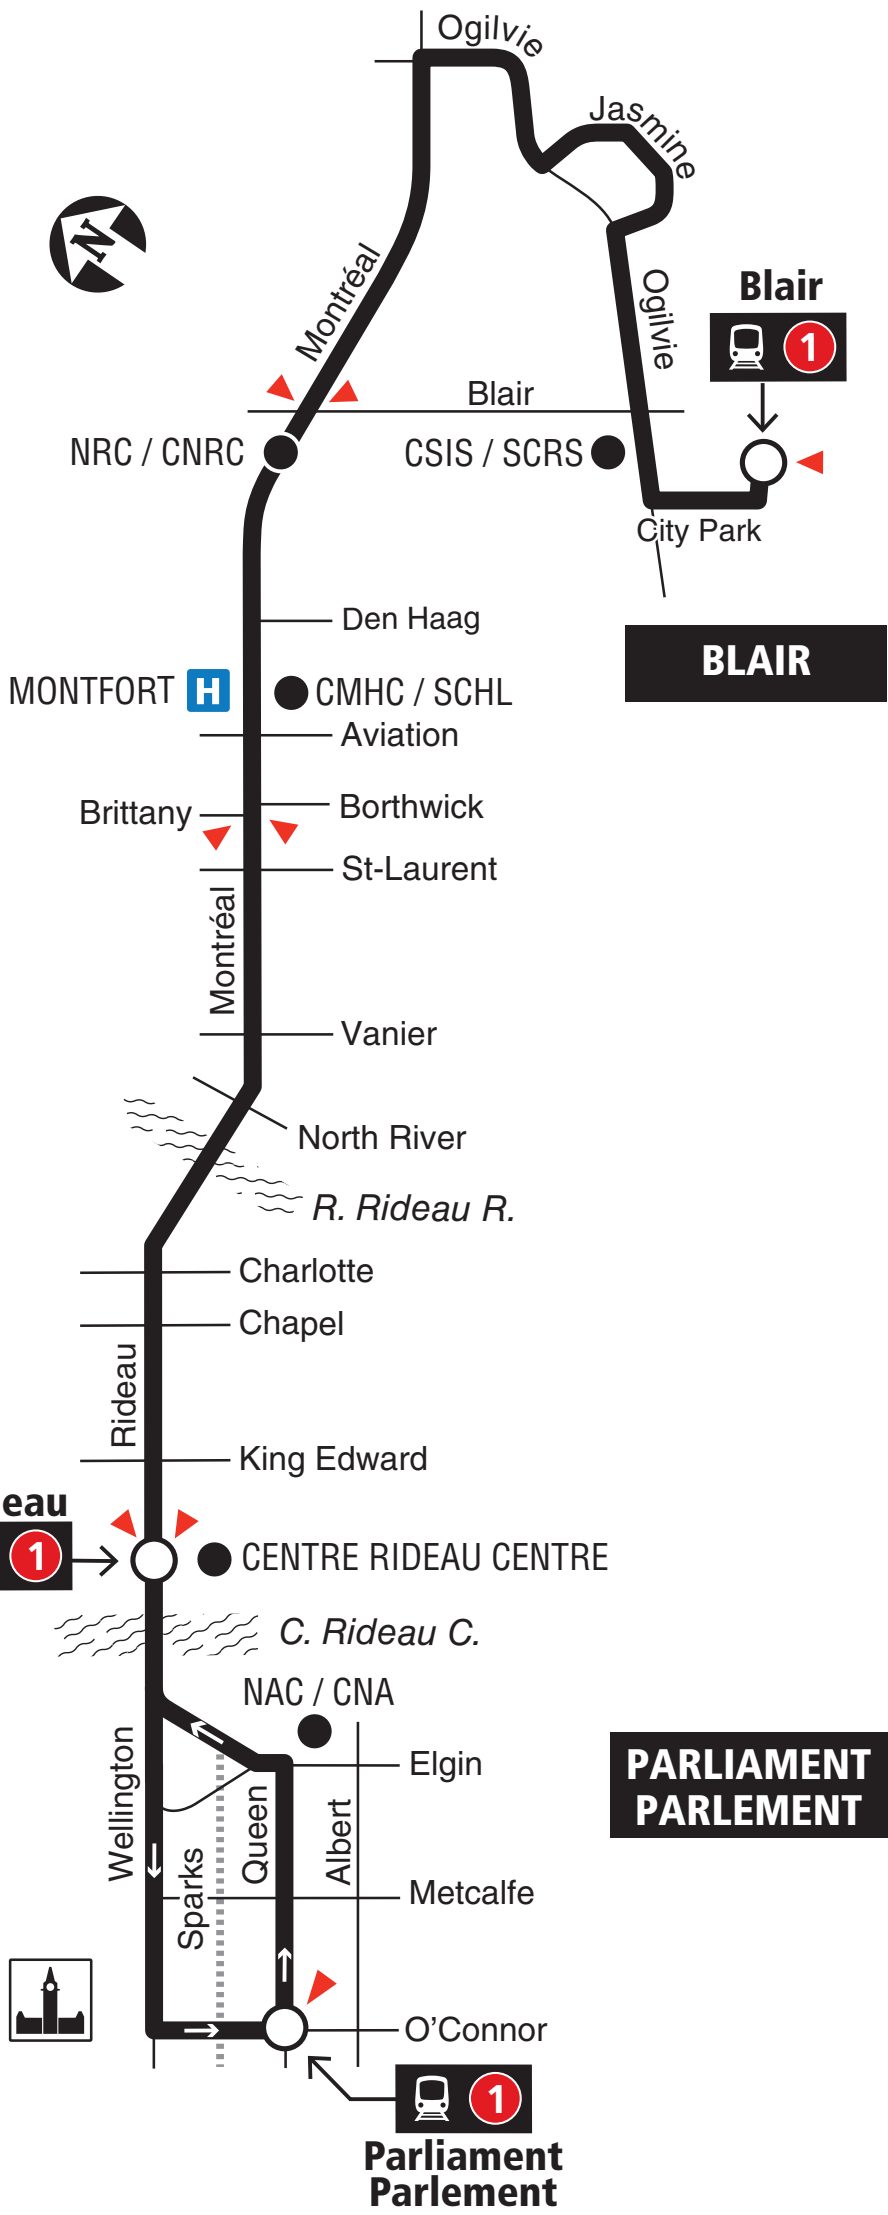 Ogilvie
Jasmine
N
Montréal
Ogilvie
Blair
1
Blair
NRC / CNRC
CSIS / SCRS
City Park
Den Haag
BLAIR
MONTFORT H
CMHC / SCHL
Aviation
Brittany
Borthwick
St-Laurent
Montréal
Vanier
North River
R. Rideau R.
Charlotte
Chapel
Rideau
King Edward
eau
1
CENTRE RIDEAU CENTRE
C. Rideau C.
NAC / CNA
Wellington
Elgin
PARLIAMENT
PARLEMENT
Queen
Albert
Sparks
Metcalfe
O'Connor
1
Parliament
Parlement